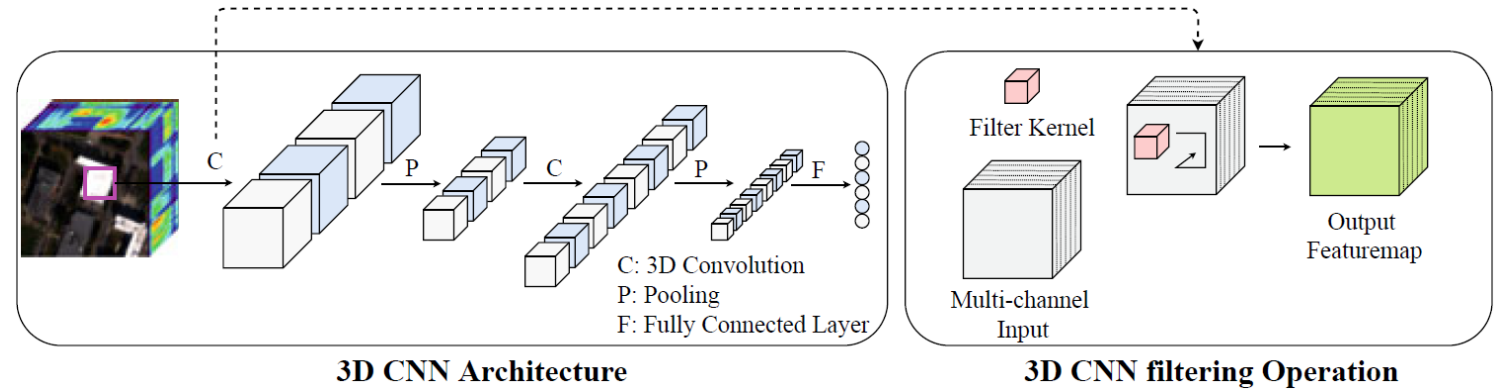 C
P
C
P
F
C: 3D Convolution
P: Pooling
F: Fully Connected Layer
3D CNN Architecture
Filter Kernel
Multi-channel
Input
Output
Featuremap
3D CNN filtering Operation